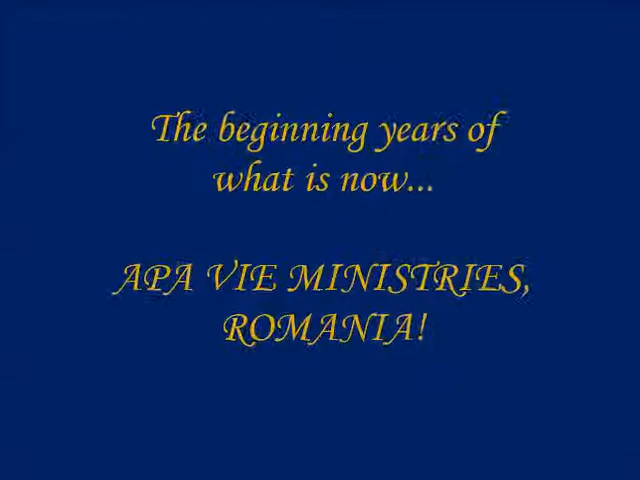 The beginning years of
what is now...
APA VIE MINISTRIES,
ROMANIA!